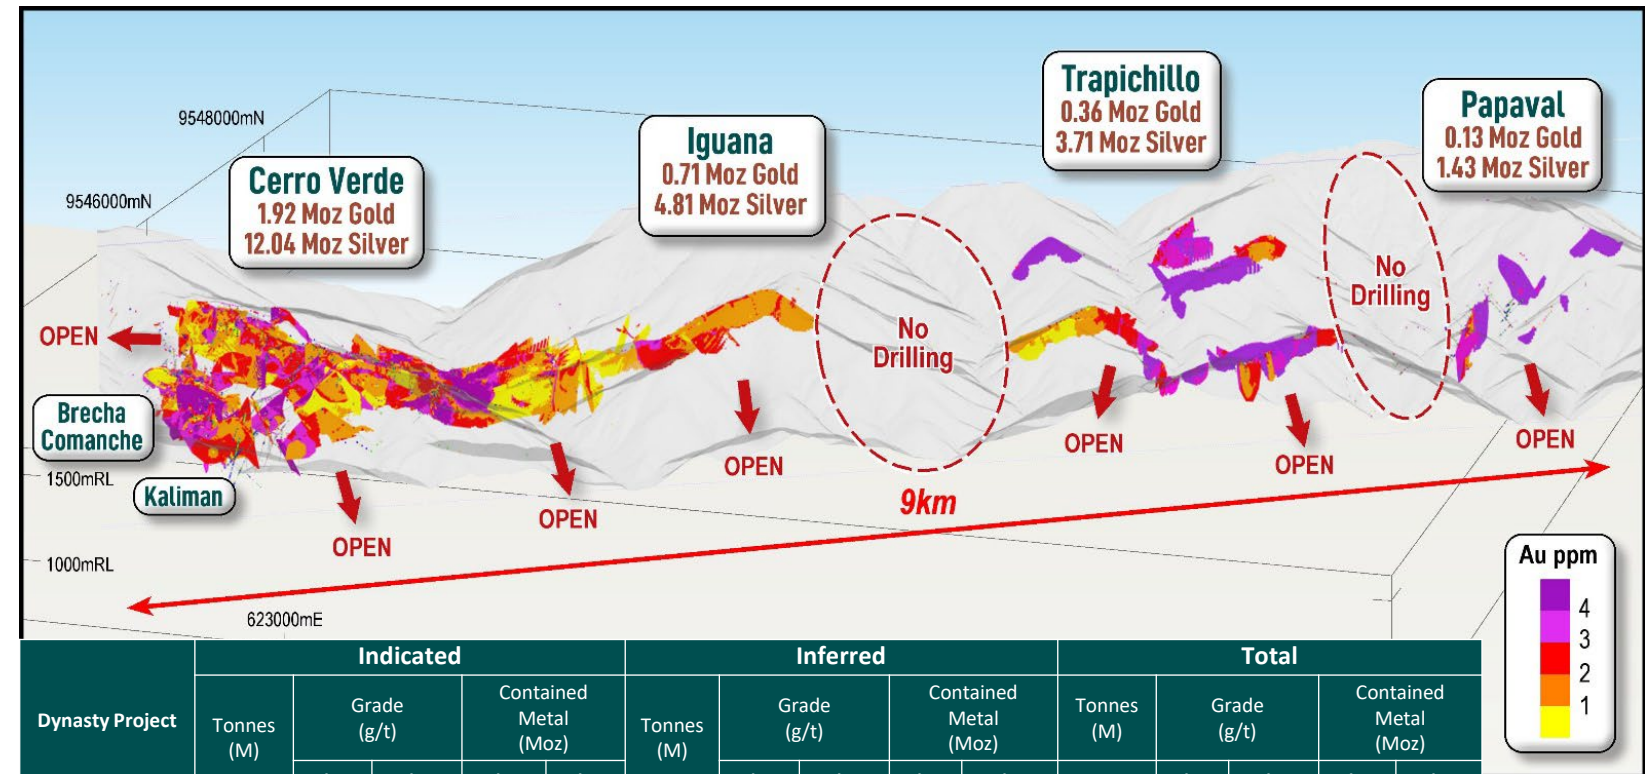 9548000mN
9546000mN
Cerro Verde
1.92 Moz Gold
12.04 Moz Silver
Iguana
0.71 Moz Gold
4.81 Moz Silver
Trapichillo
0.36 Moz Gold
3.71 Moz Silver
Papaval
0.13 Moz Gold
1.43 Moz Silver
No
Drilling
No
Drilling
OPEN
Brecha
Comanche
1500mRL
Kaliman
OPEN
OPEN
OPEN
OPEN
OPEN
OPEN
9km
1000mRL
623000mE
Au ppm
4
3
2
1
Dynasty Project
Indicated
Inferred
Total
Tonnes
(M)
Grade
(g/t)
Contained
Metal
(Moz)
Tonnes
(M)
Grade
(g/t)
Contained
Metal
(Moz)
Tonnes
(M)
Grade
(g/t)
Contained
Metal
(Moz)